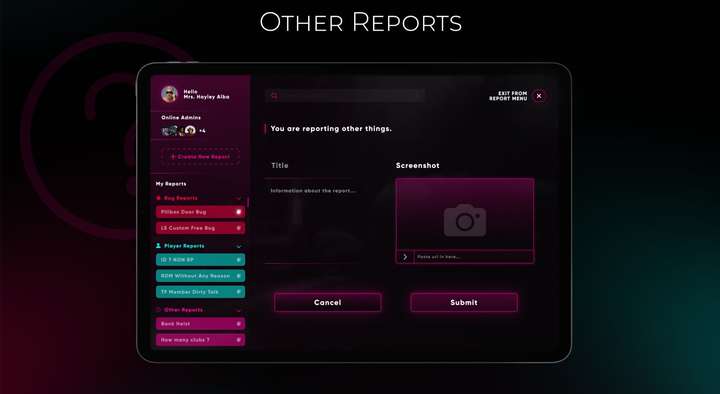 Other Reports
Hello
Mrs. Hayley Alba
EXIT FROM
REPORT MENU
Online Admins
+4
You are reporting other things.
+ Create New Report
Title
Screenshot
My Reports
Information about the report...
Bug Reports
Pillbox Door Bug
LS Custom Free Bug
Player Reports
ID 7 NON RP
RDM Without Any Reason
TF Member Dirty Talk
Paste url in here...
Other Reports
Bank Heist
How many clubs ?
Cancel
Submit